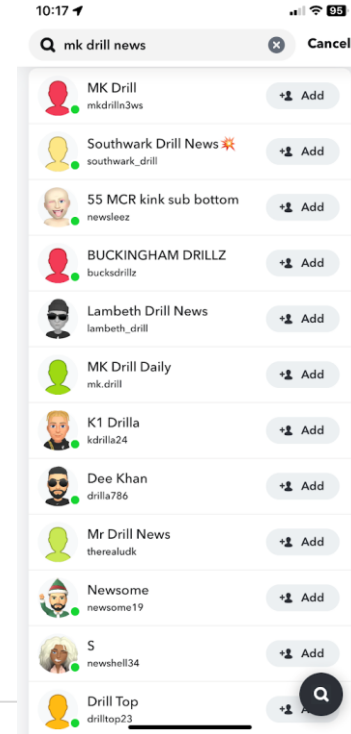 10:17
95
mk drill news
Cancel
MK Drill
mkdrilln3ws
Add
Southwark Drill News💥
southwark_drill
Add
55 MCR kink sub bottom
newsleez
Add
BUCKINGHAM DRILLZ
bucksdrillz
Add
Lambeth Drill News
lambeth_drill
Add
MK Drill Daily
mk.drill
Add
K1 Drilla
kdrilla24
Add
Dee Khan
drilla786
Add
Mr Drill News
therealudk
Add
Newsome
newsome19
Add
S
newshell34
Add
Drill Top
drilltop23